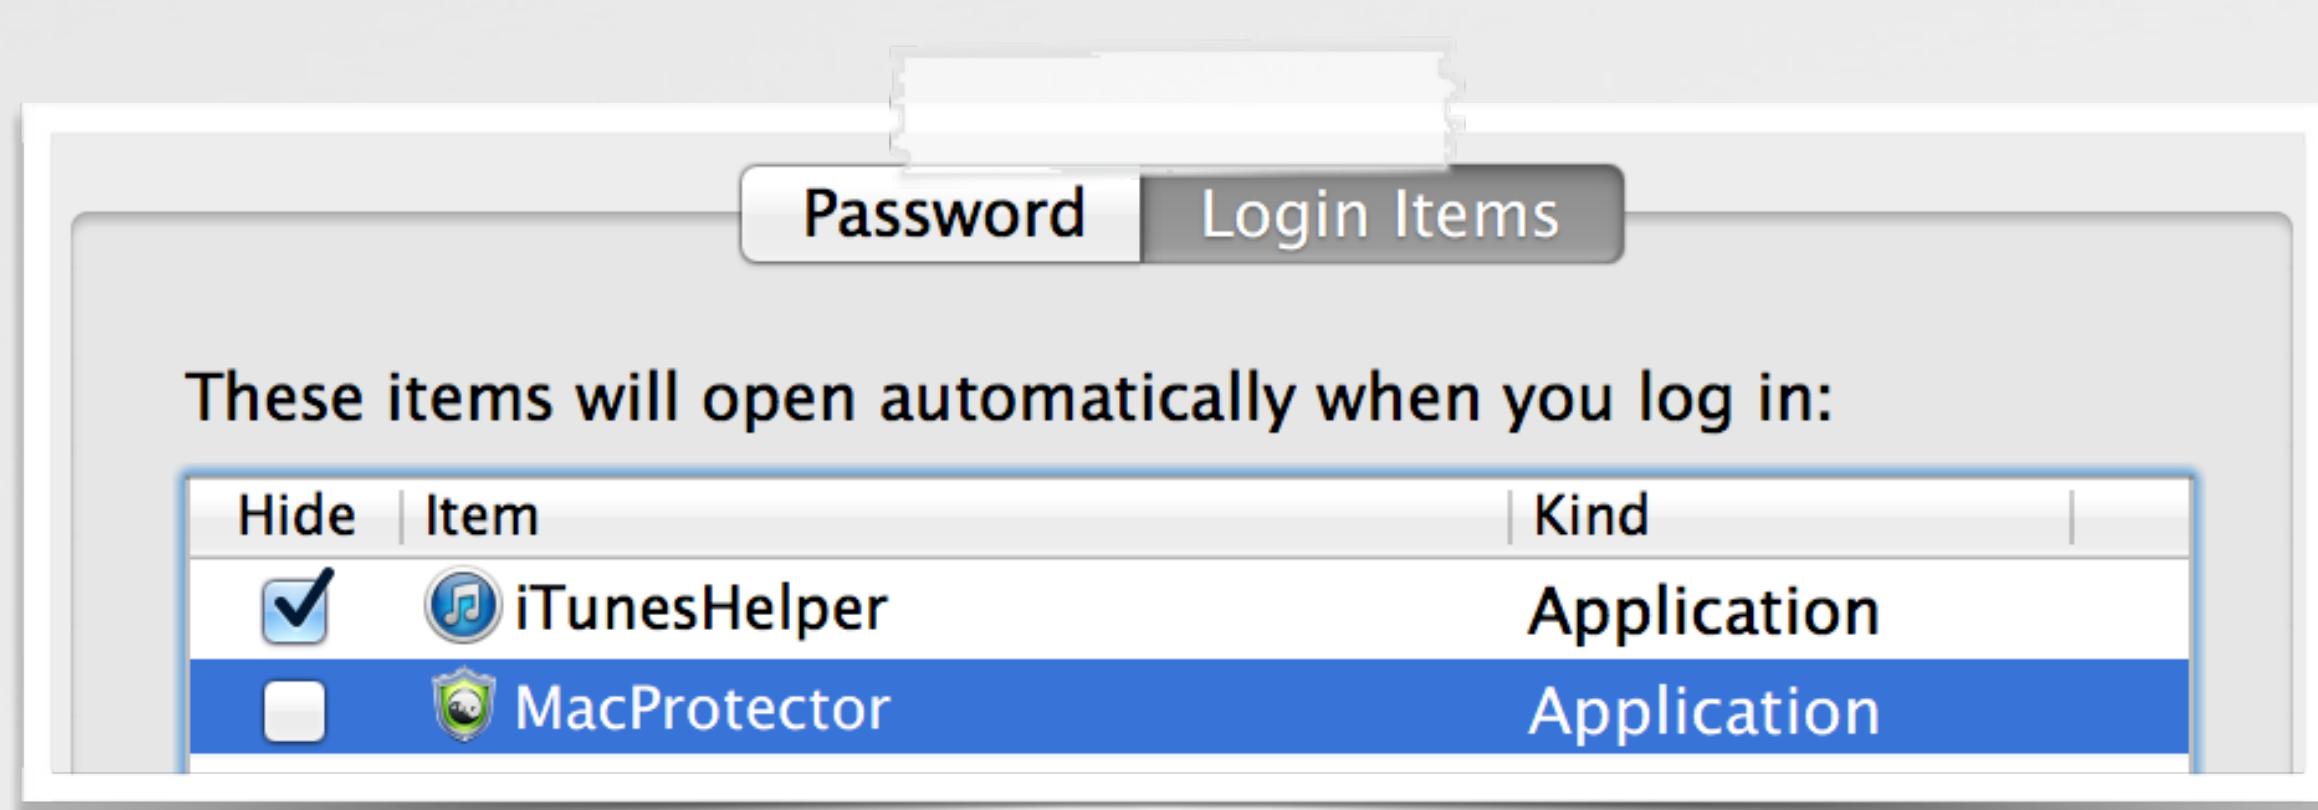 Password Login Items
These items will open automatically when you log in:
Hide Item Kind
iTunesHelper Application
MacProtector Application